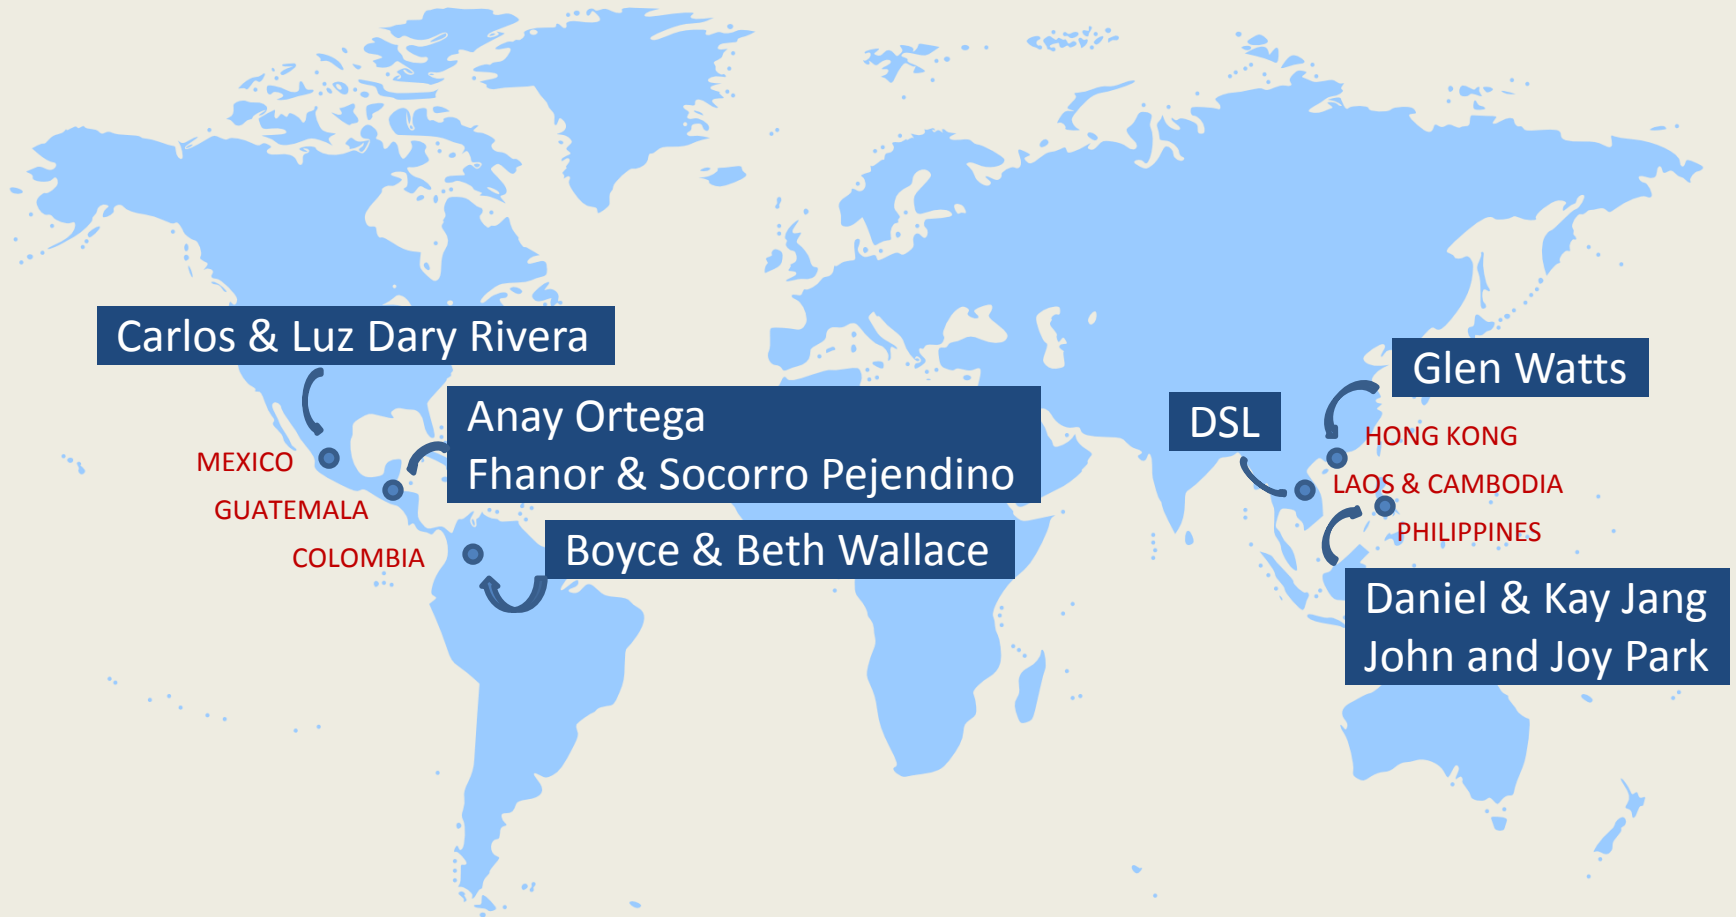 Carlos & Luz Dary Rivera
Glen Watts
Anay Ortega
Fhanor & Socorro Pejendino
DSL
HONG KONG
MEXICO
LAOS & CAMBODIA
GUATEMALA
PHILIPPINES
Boyce & Beth Wallace
COLOMBIA
Daniel & Kay Jang
John and Joy Park